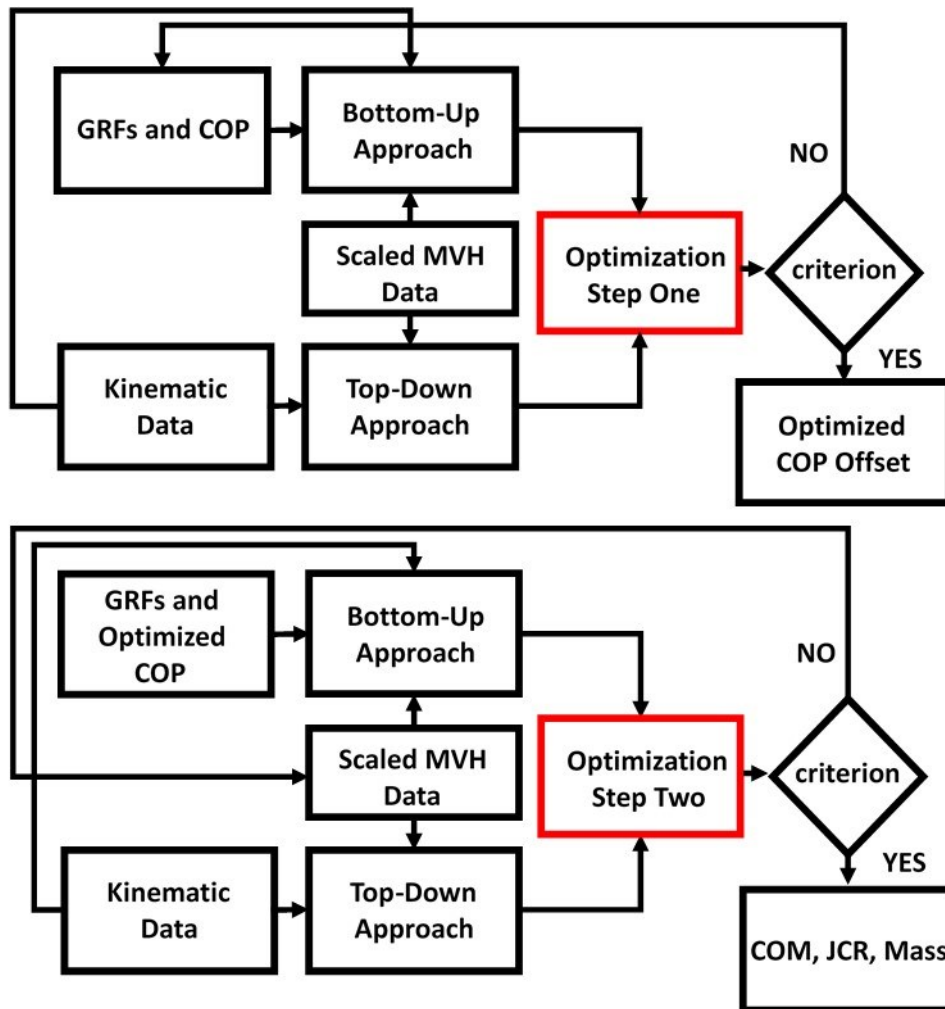 GRFs and COP
Bottom-Up
Approach
NO
Scaled MVH
Data
Optimization
Step One
criterion
YES
Kinematic
Data
Top-Down
Approach
Optimized
COP Offset
GRFs and
Optimized
COP
Bottom-Up
Approach
NO
Scaled MVH
Data
Optimization
Step Two
criterion
YES
Kinematic
Data
Top-Down
Approach
COM, JCR, Mass